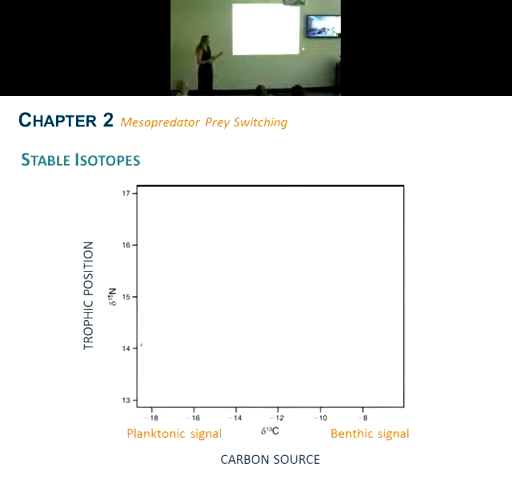 CHAPTER 2 Mesopredator Prey Switching
STABLE ISOTOPES
TROPHIC POSITION
δ¹⁵N
17
16
15
14
13
-18 -16 -14 -12 -10 -8
Planktonic signal δ¹³C Benthic signal
CARBON SOURCE